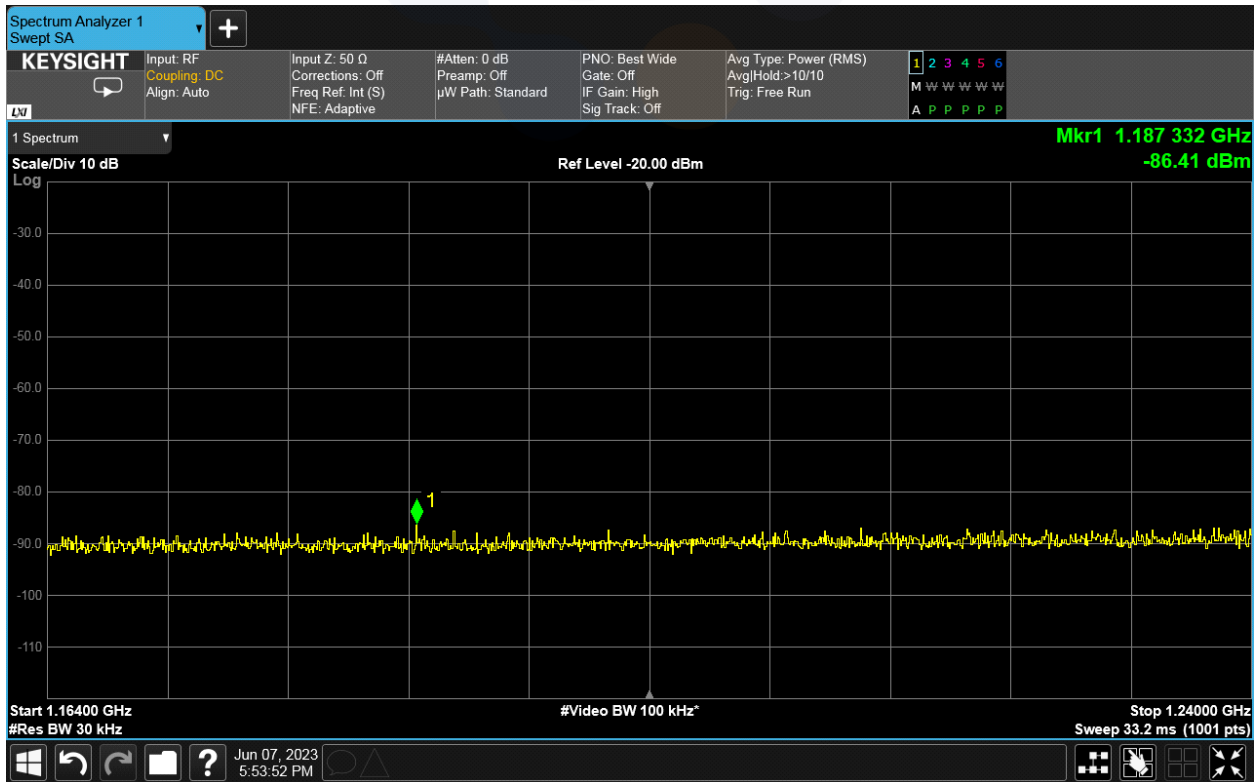 Spectrum Analyzer 1
Swept SA
KEYSIGHT
LXI
Input: RF
Coupling: DC
Align: Auto
Input Z: 50 Ω
Corrections: Off
Freq Ref: Int (S)
NFE: Adaptive
#Atten: 0 dB
Preamp: Off
µW Path: Standard
PNO: Best Wide
Gate: Off
IF Gain: High
Sig Track: Off
Avg Type: Power (RMS)
Avg|Hold:>10/10
Trig: Free Run
1 2 3 4 5 6
M W W W W W
A P P P P P
1 Spectrum
Mkr1 1.187 332 GHz
-86.41 dBm
Scale/Div 10 dB
Ref Level -20.00 dBm
Log
-30.0
-40.0
-50.0
-60.0
-70.0
-80.0
1
-90.0
-100
-110
Start 1.16400 GHz
#Video BW 100 kHz*
Stop 1.24000 GHz
#Res BW 30 kHz
Sweep 33.2 ms (1001 pts)
?
Jun 07, 2023
5:53:52 PM